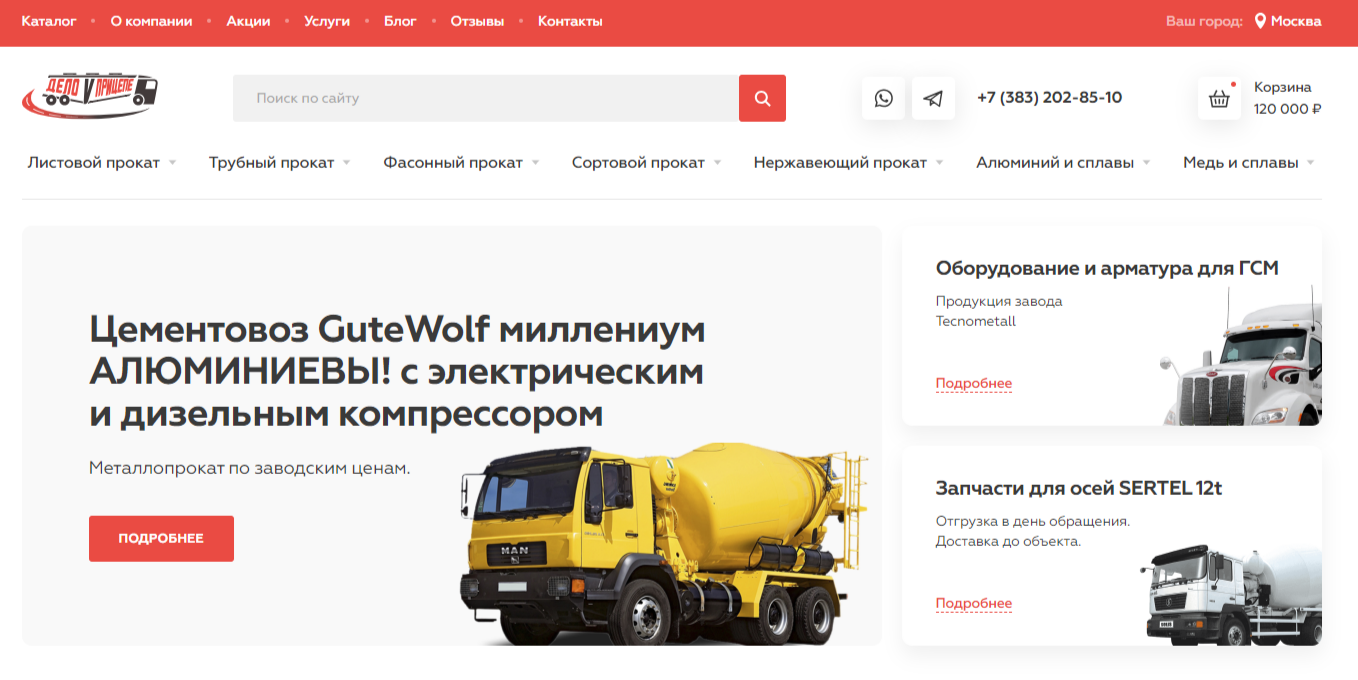 Каталог • О компании • Акции • Услуги • Блог • Отзывы • Контакты
Ваш город: Москва
ДЕЛО V ПРИЦЕПЕ
Поиск по сайту
+7 (383) 202-85-10
Корзина
120 000 ₽
Листовой прокат
Трубный прокат
Фасонный прокат
Сортовой прокат
Нержавеющий прокат
Алюминий и сплавы
Медь и сплавы
Цементовоз GuteWolf миллениум
АЛЮМИНИЕВЫ! с электрическим
и дизельным компрессором
Металлопрокат по заводским ценам.
ПОДРОБНЕЕ
MAN
Оборудование и арматура для ГСМ
Продукция завода
Tecnometall
Подробнее
Запчасти для осей SERTEL 12t
Отгрузка в день обращения.
Доставка до объекта.
Подробнее